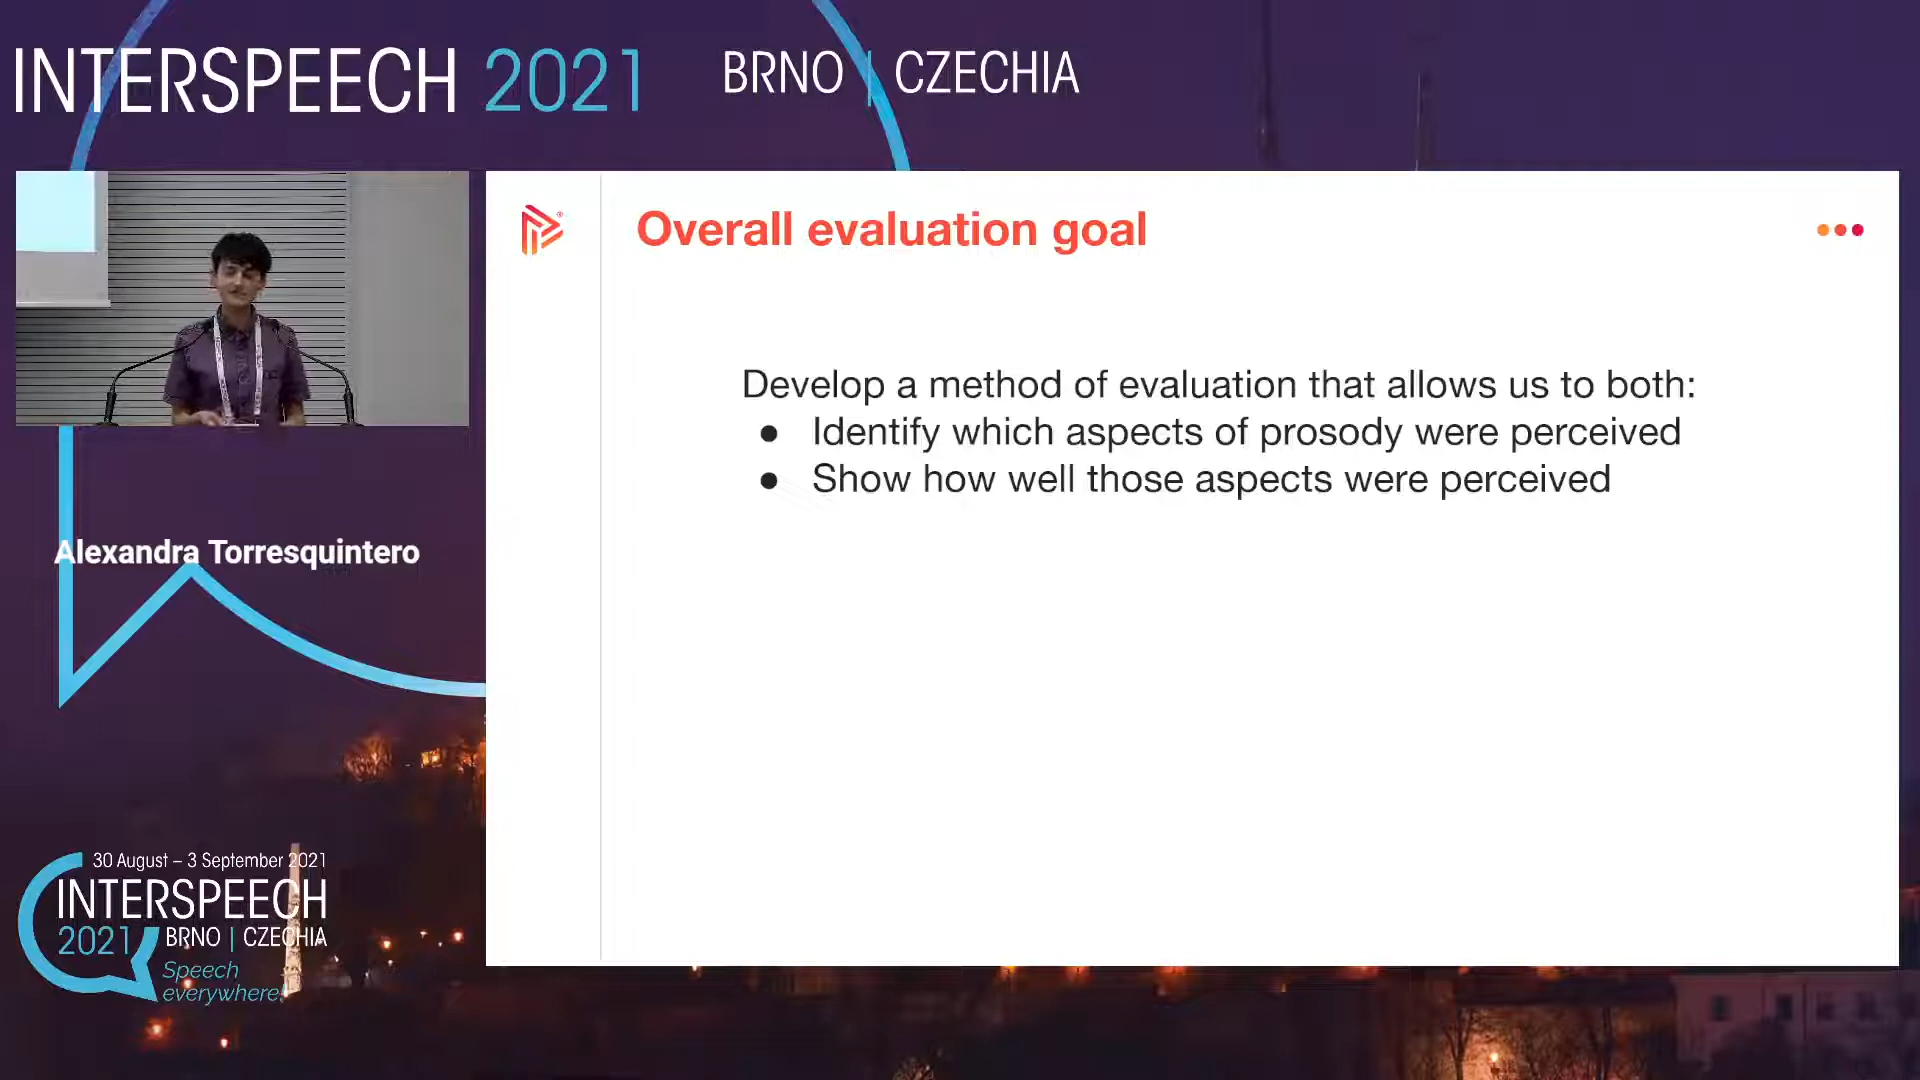 INTERSPEECH 2021 BRNO | CZECHIA
Overall evaluation goal
Develop a method of evaluation that allows us to both:
● Identify which aspects of prosody were perceived
● Show how well those aspects were perceived
Alexandra Torresquintero
30 August – 3 September 2021
INTERSPEECH
2021 BRNO | CZECHIA
Speech
everywhere!